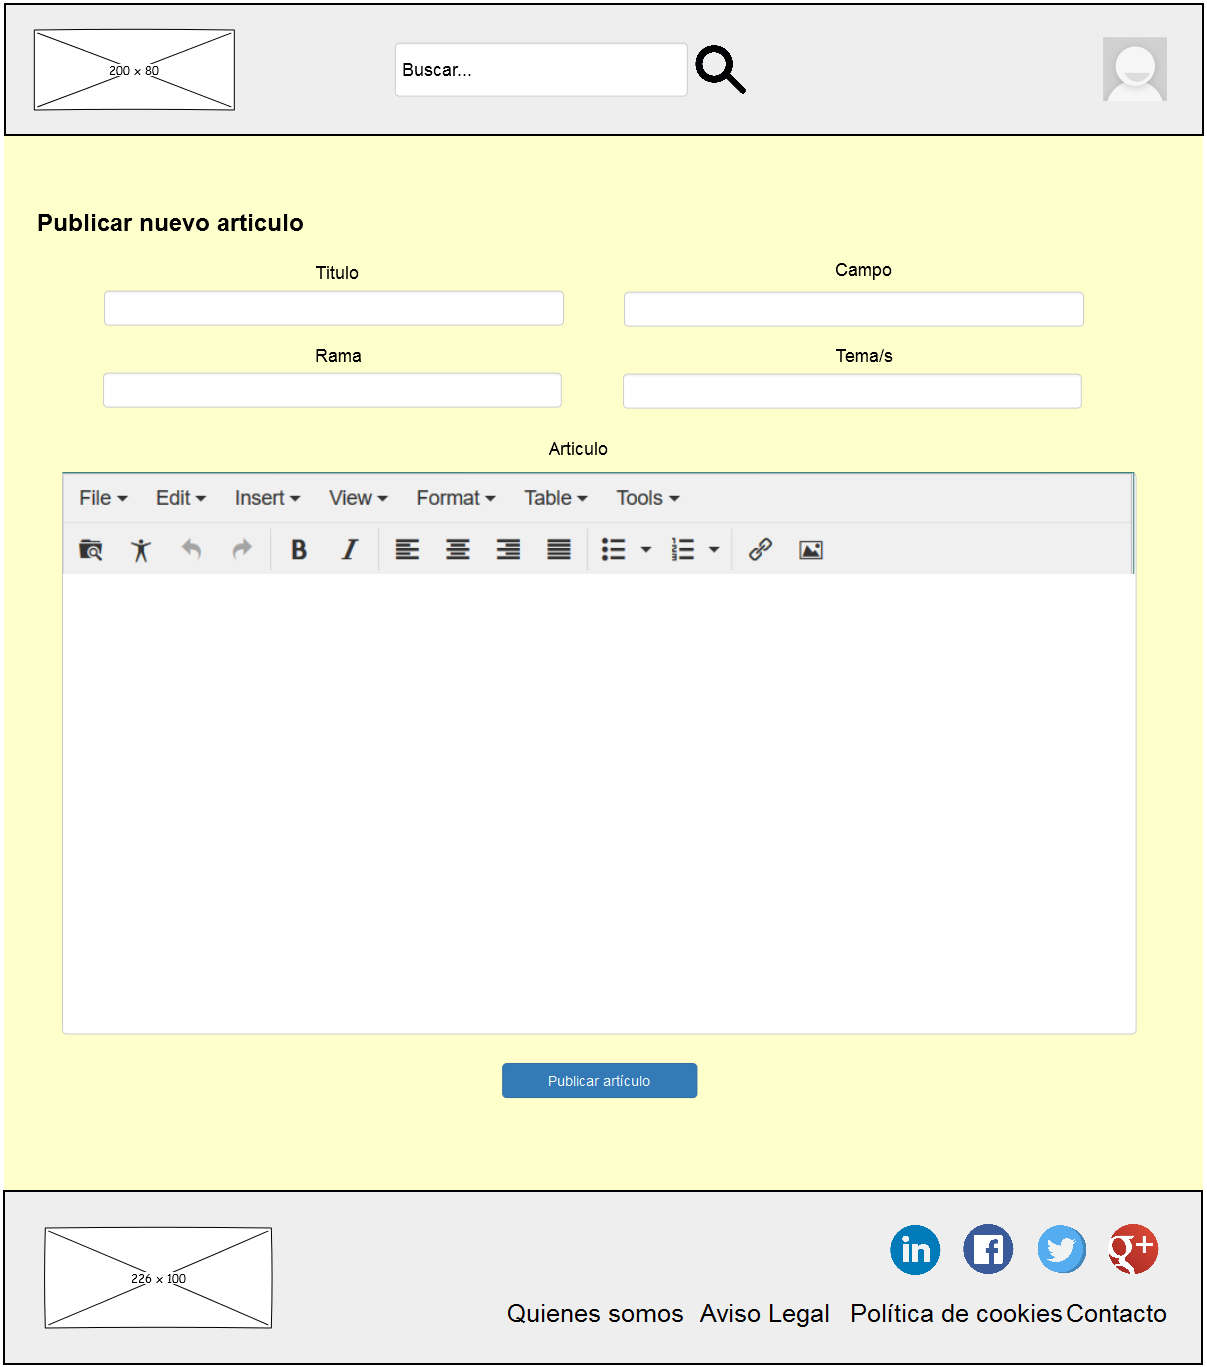 200 x 80
Buscar...
Publicar nuevo articulo
Titulo
Campo
Rama
Tema/s
Articulo
File Edit Insert View Format Table Tools
B I
Publicar artículo
226 x 100
in f g+
Quienes somos Aviso Legal Política de cookies Contacto